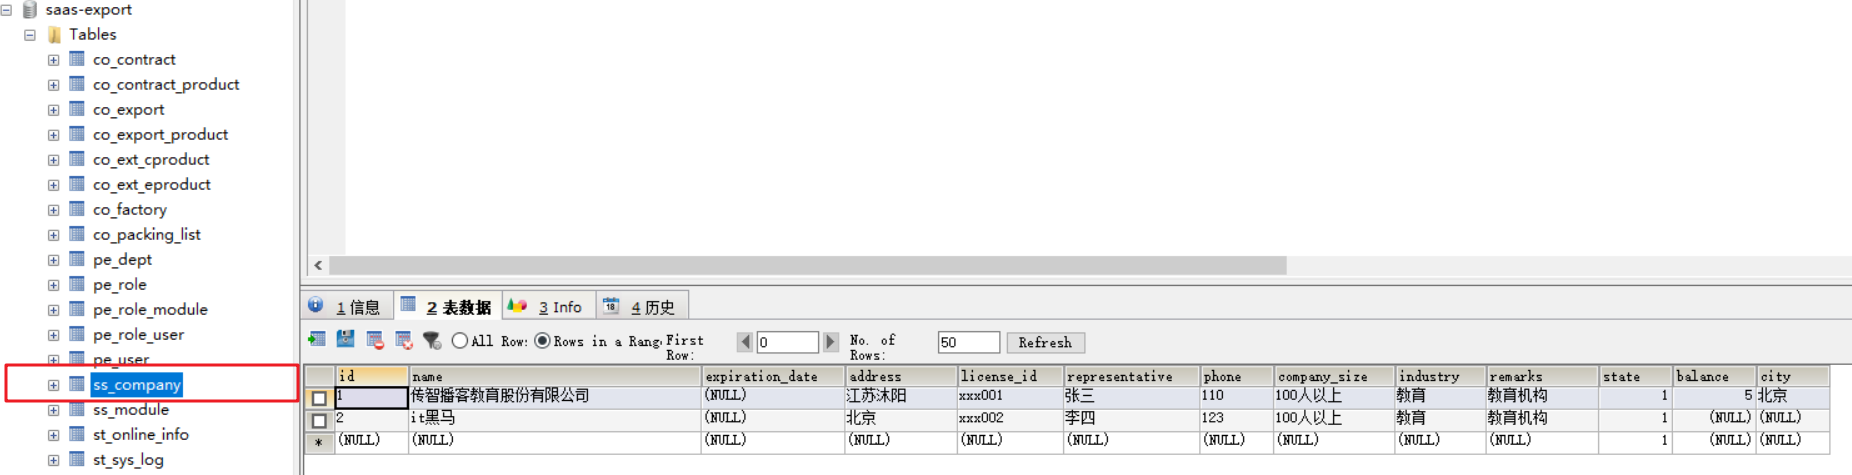 saas-export
Tables
co_contract
co_contract_product
co_export
co_export_product
co_ext_cproduct
co_ext_eproduct
co_factory
co_packing_list
pe_dept
pe_role
pe_role_module
pe_role_user
pe_user
ss_company
ss_module
st_online_info
st_sys_log
1 信息 2 表数据 3 Info 4 历史
All Row: Rows in a Rang. First Row: 0 No. of Rows: 50 Refresh
id name expiration_date address license_id representative phone company_size industry remarks state balance city
1 传智播客教育股份有限公司 (NULL) 江苏沭阳 xxx001 张三 110 100人以上 教育 教育机构 1 5 北京
2 it黑马 (NULL) 北京 xxx002 李四 123 100人以上 教育 教育机构 1 (NULL) (NULL)
* (NULL) (NULL) (NULL) (NULL) (NULL) (NULL) (NULL) (NULL) (NULL) (NULL) 1 (NULL) (NULL)